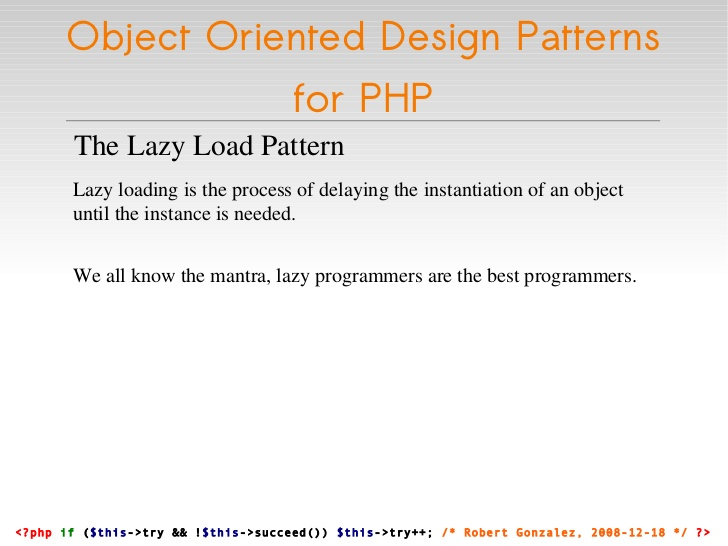 Object Oriented Design Patterns
for PHP
The Lazy Load Pattern
Lazy loading is the process of delaying the instantiation of an object
until the instance is needed.
We all know the mantra, lazy programmers are the best programmers.
<?php if ($this->try && !$this->succeed()) $this->try++; /* Robert Gonzalez, 2008-12-18 */ ?>